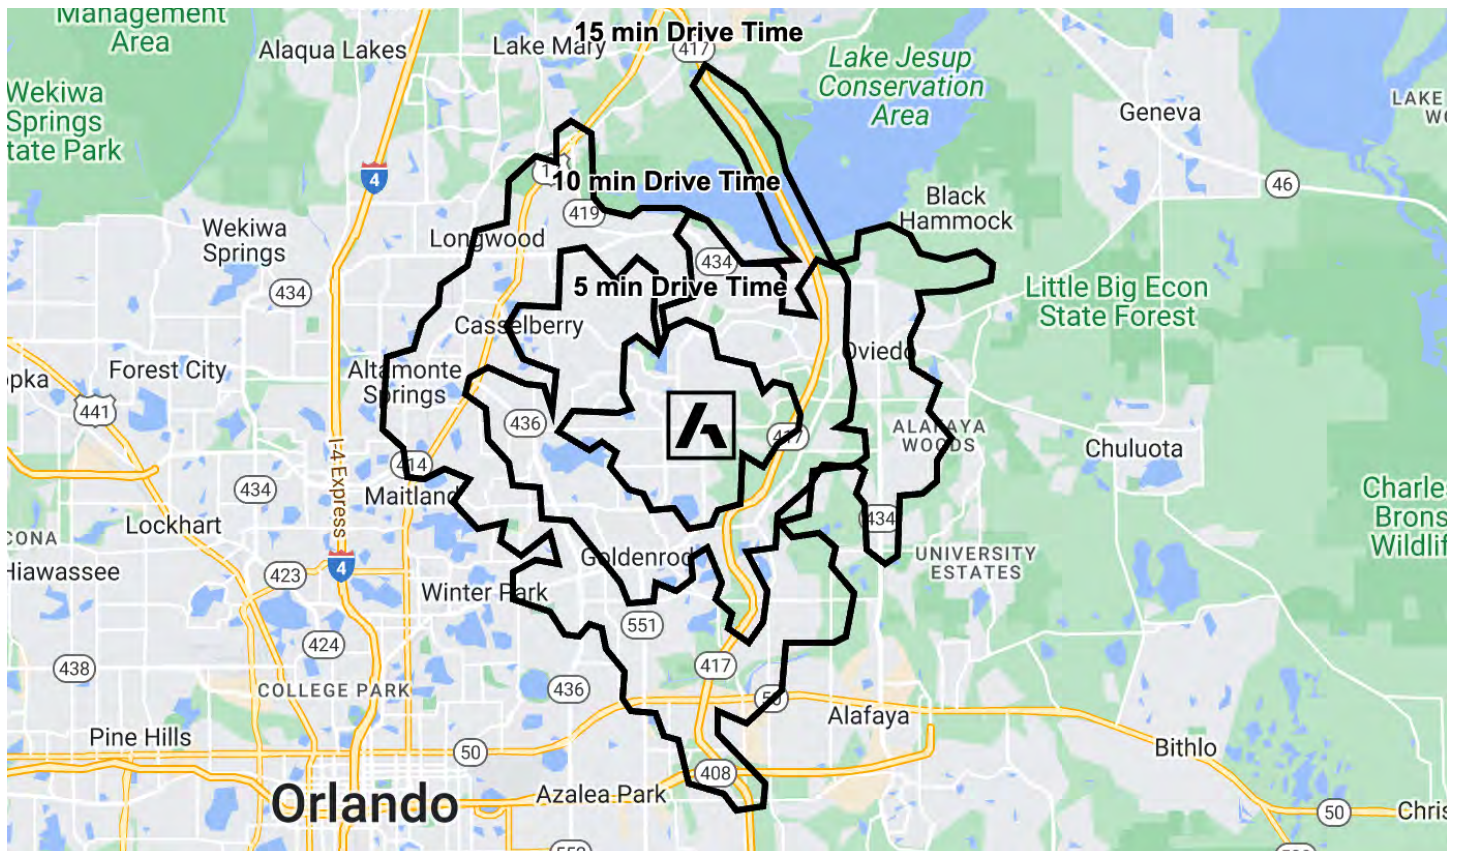 Management
Area
Alaqua Lakes
Lake Mary
15 min Drive Time
417
Lake Jesup
Conservation
Area
Geneva
LAKE
Wekiwa
Springs
tate Park
4
10 min Drive Time
46
419
Black
Hammock
Wekiwa
Springs
Longwood
434
434
5 min Drive Time
Little Big Econ
State Forest
Casselberry
Oviedo
opka
Forest City
Altamonte
Springs
441
436
417
ALAFAYA
WOODS
Chuluota
I-4 Express
414
434
Maitland
Charle
Brons
Wildlif
Lockhart
434
CONA
Goldenrod
UNIVERSITY
ESTATES
Hiawassee
423
4
Winter Park
551
424
438
417
COLLEGE PARK
436
50
Alafaya
Pine Hills
50
Bithlo
408
Azalea Park
Orlando
50
Chris